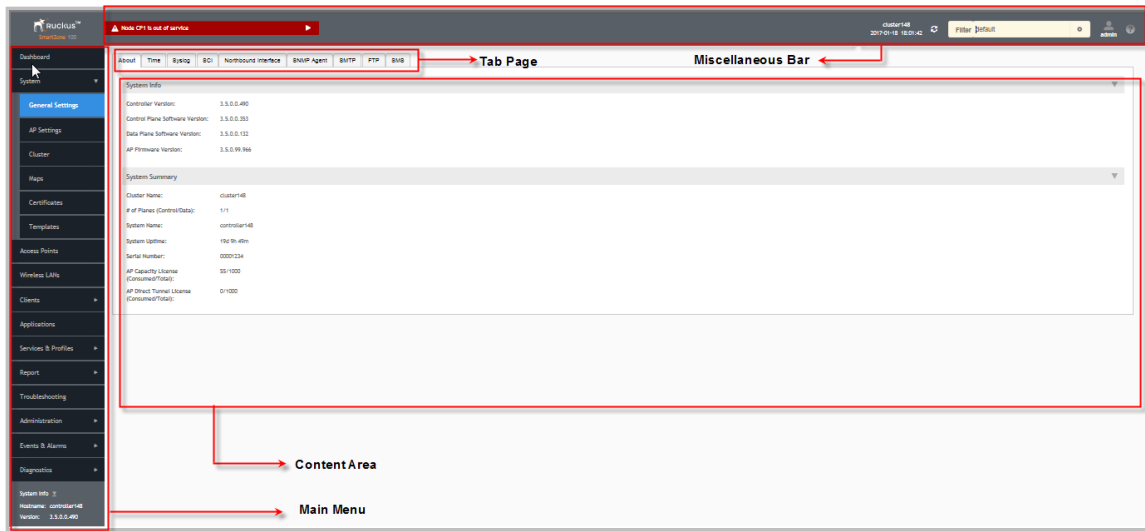 Ruckus™
SmartZone 100
Node CP1 is out of service
cluster148
2017-01-18 18:01:42
Filter default
admin
Dashboard
System
General Settings
AP Settings
Cluster
Maps
Certificates
Templates
Access Points
Wireless LANs
Clients
Applications
Services & Profiles
Report
Troubleshooting
Administration
Events & Alarms
Diagnostics
System Info
Hostname: controller148
Version: 3.5.0.0.490
About Time Syslog SCI Northbound Interface SNMP Agent SMTP FTP SMS
Tab Page
Miscellaneous Bar
System Info
Controller Version: 3.5.0.0.490
Control Plane Software Version: 3.5.0.0.353
Data Plane Software Version: 3.5.0.0.132
AP Firmware Version: 3.5.0.99.966
System Summary
Cluster Name: cluster148
# of Planes (Control/Data): 1/1
System Name: controller148
System Uptime: 19d 9h 49m
Serial Number: 00001234
AP Capacity License
(Consumed/Total): 55/1000
AP Direct Tunnel License
(Consumed/Total): 0/1000
Content Area
Main Menu